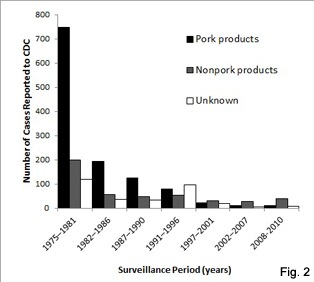 800
700
600
500
400
300
200
100
0
Number of Cases Reported to CDC
Pork products
Nonpork products
Unknown
1975–1981
1982–1986
1987–1990
1991–1996
1997–2001
2002–2007
2008-2010
Surveillance Period (years)
Fig. 2